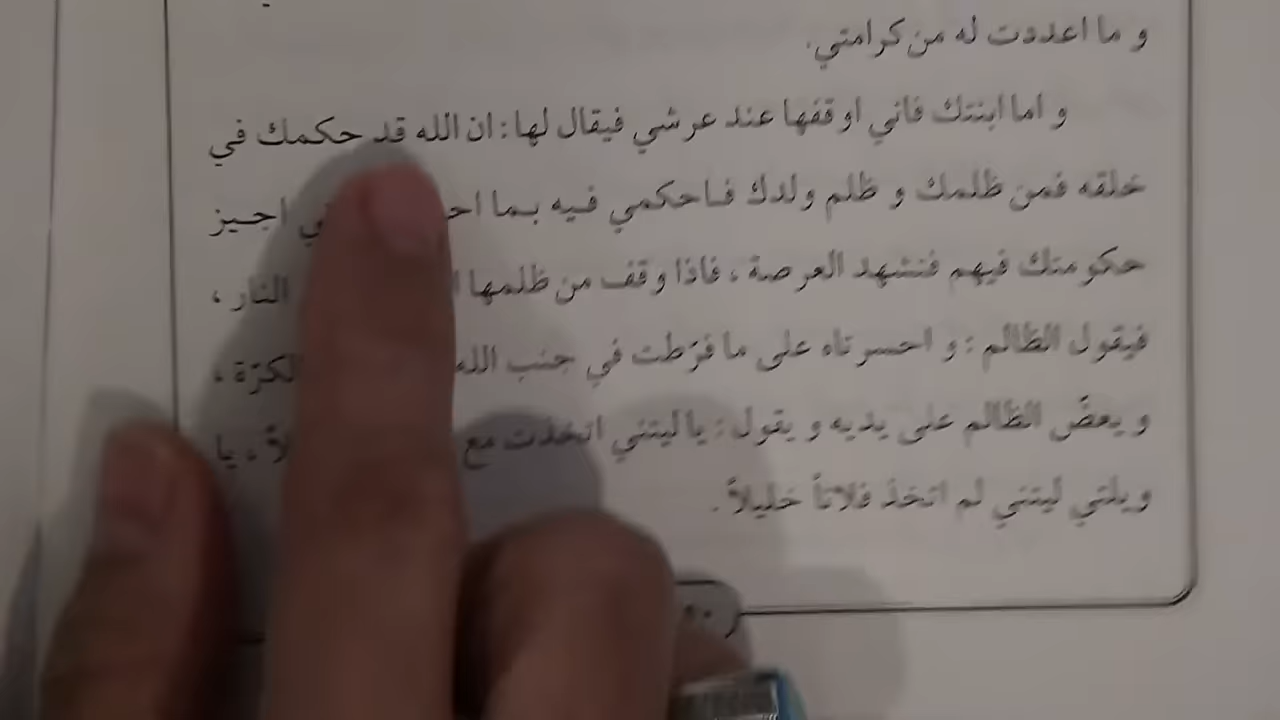 و ما اعددت له من كرامتي.
و اما ابنتك فاني اوقفها عند عرشي فيقال لها : ان الله قد حكمك في
خلقه فمن ظلمك و ظلم ولدك فاحكمي فيه بما اجيز
حكومتك فيهم فتشهد العرصة ، فاذا وقف من ظلمها النار ،
فيقول الظالم : و احسرتاه على ما فرّطت في جنب الله
و يعضّ الظالم على يديه و يقول : يا ليتني اتخذت مع يا
ويلتي ليتني لم اتخذ فلاناً خليلاً .